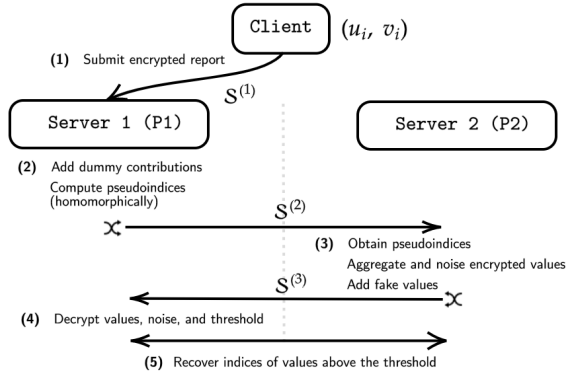 Client (u_i, v_i)
(1) Submit encrypted report
S^(1)
Server 1 (P1)
Server 2 (P2)
(2) Add dummy contributions
Compute pseudoindices
(homomorphically)
S^(2)
(3) Obtain pseudoindices
Aggregate and noise encrypted values
Add fake values
S^(3)
(4) Decrypt values, noise, and threshold
(5) Recover indices of values above the threshold